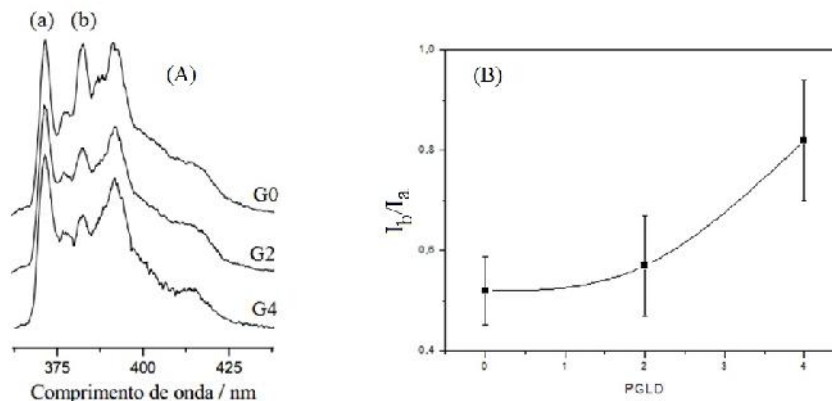 (a) (b)
(A)
G0
G2
G4
375 400 425
Comprimento de onda / nm
(B)
1,0
0,8
0,6
0,4
I_b/I_a
0 1 2 3 4
PGLD